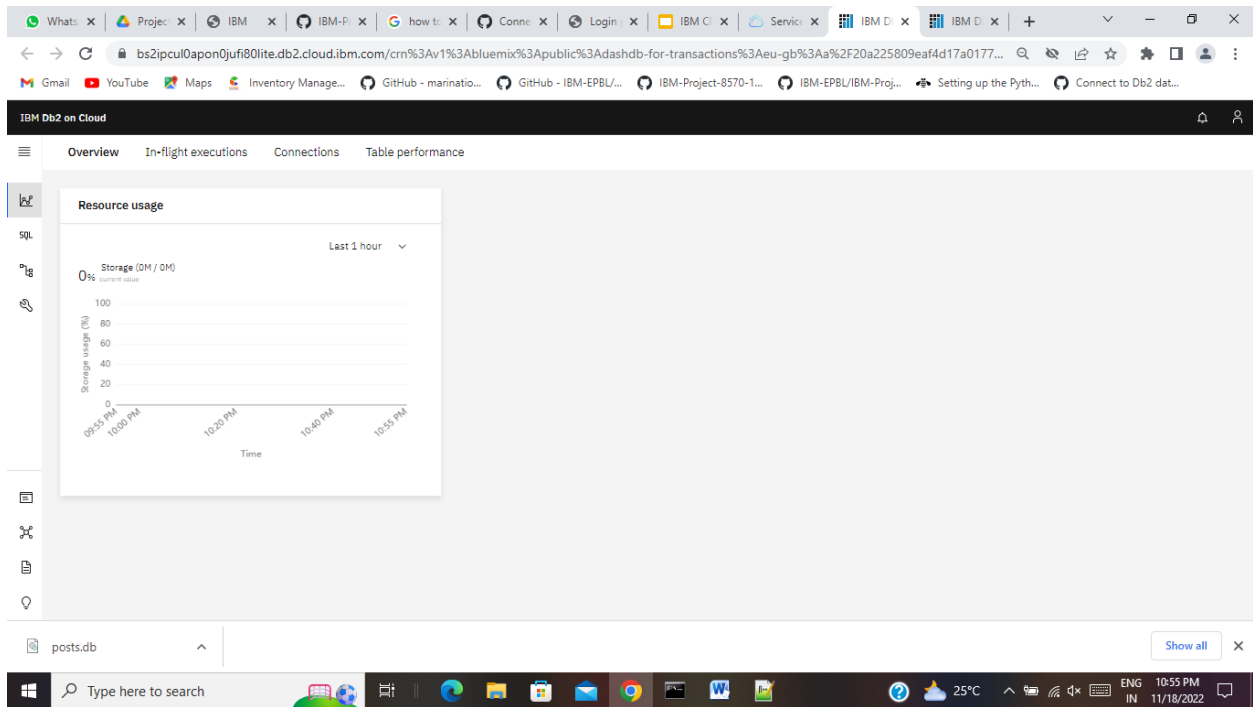 Whats
Project
IBM
IBM-P
how to
Conne
Login
IBM Cl
Service
IBM D
IBM D
bs2ipcul0apon0jufi80lite.db2.cloud.ibm.com/crn%3Av1%3Abluemix%3Apublic%3Adashdb-for-transactions%3Aeu-gb%3Aa%2F20a225809eaf4d17a0177...
Gmail YouTube Maps Inventory Manage... GitHub - marinatio... GitHub - IBM-EPBL/... IBM-Project-8570-1... IBM-EPBL/IBM-Proj... Setting up the Pyth... Connect to Db2 dat...
IBM Db2 on Cloud
Overview In-flight executions Connections Table performance
Resource usage
SQL
Last 1 hour
0% Storage (0M / 0M)
current value
100
80
60
40
20
0
Storage usage (%)
09:55 PM 10:00 PM 10:20 PM 10:40 PM 10:55 PM
Time
posts.db
Show all
Type here to search
25°C
ENG 10:55 PM
IN 11/18/2022